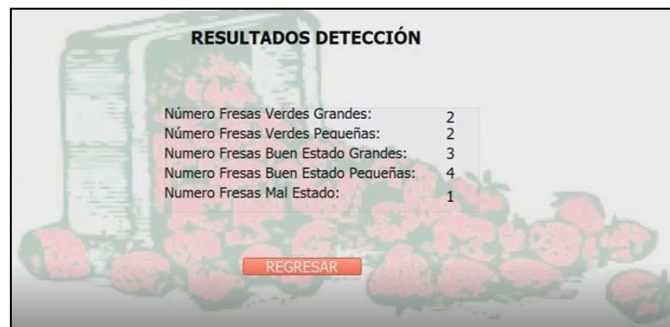 RESULTADOS DETECCIÓN
Número Fresas Verdes Grandes: 2
Número Fresas Verdes Pequeñas: 2
Numero Fresas Buen Estado Grandes: 3
Numero Fresas Buen Estado Pequeñas: 4
Numero Fresas Mal Estado: 1
REGRESAR